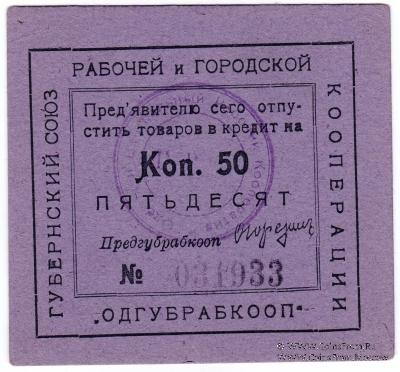 ГУБЕРНСКИЙ СОЮЗ
РАБОЧЕЙ и ГОРОДСКОЙ
КООПЕРАЦИИ
Пред'явителю сего отпу-
стить товаров в кредит на
Коп. 50
ПЯТЬДЕСЯТ
Предгубрабкооп
№ 031933
„ОДГУБРАБКООП"